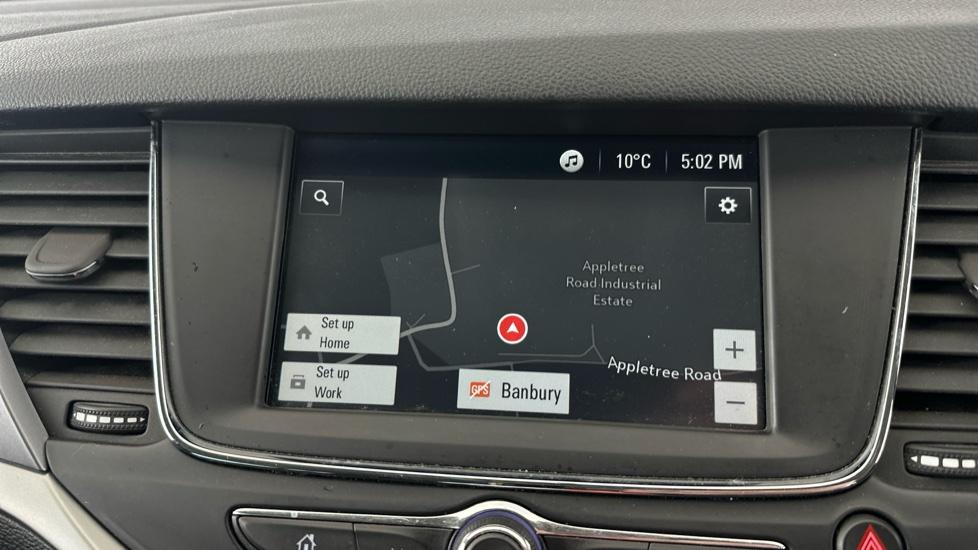 10°C
5:02 PM
Appletree
Road Industrial
Estate
Set up
Home
Appletree Road
Set up
Work
GPS Banbury